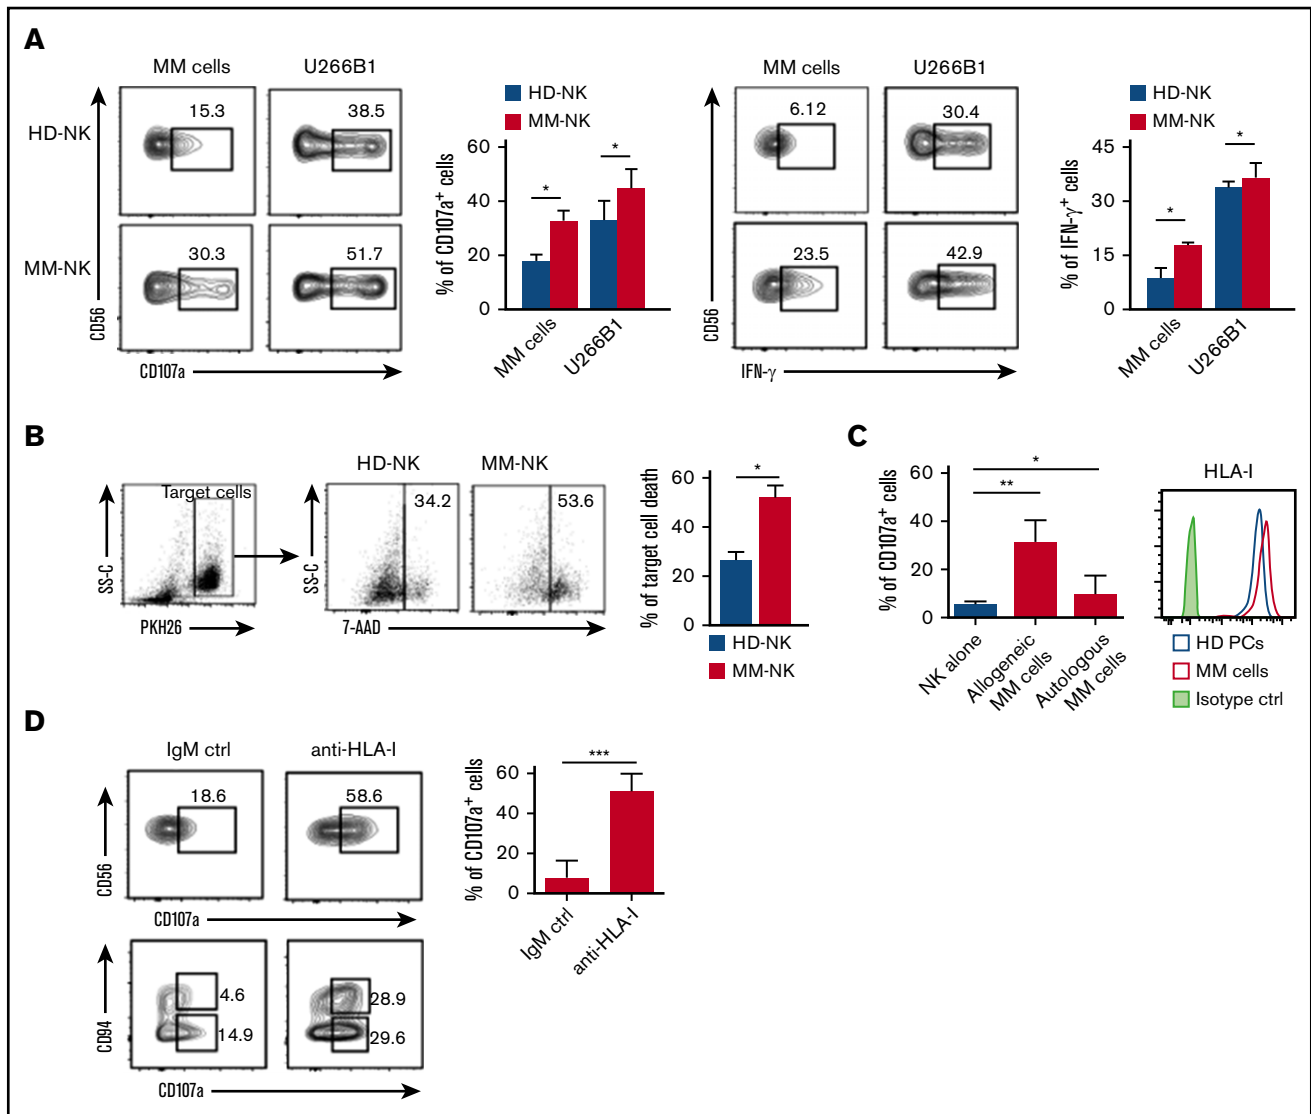 A
MM cells
U266B1
HD-NK
15.3
38.5
MM-NK
30.3
51.7
CD56
CD107a
HD-NK
MM-NK
% of CD107a+ cells
60
40
20
0
*
*
MM cells
U266B1
MM cells
U266B1
6.12
30.4
23.5
42.9
CD56
IFN-γ
HD-NK
MM-NK
% of IFN-γ+ cells
45
30
15
0
*
*
MM cells
U266B1
B
Target cells
SS-C
PKH26
HD-NK
MM-NK
34.2
53.6
SS-C
7-AAD
% of target cell death
60
40
20
0
*
HD-NK
MM-NK
C
% of CD107a+ cells
60
40
20
0
*
**
NK alone
Allogeneic
MM cells
Autologous
MM cells
HLA-I
HD PCs
MM cells
Isotype ctrl
D
IgM ctrl
anti-HLA-I
18.6
58.6
CD56
CD107a
4.6
14.9
28.9
29.6
CD94
CD107a
% of CD107a+ cells
60
40
20
0
***
IgM ctrl
anti-HLA-I